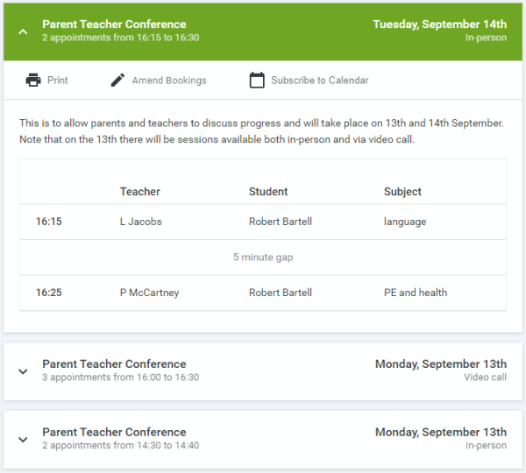 Parent Teacher Conference
Tuesday, September 14th
2 appointments from 16:15 to 16:30
In-person
Print
Amend Bookings
Subscribe to Calendar
This is to allow parents and teachers to discuss progress and will take place on 13th and 14th September.
Note that on the 13th there will be sessions available both in-person and via video call.
Teacher Student Subject
16:15 L Jacobs Robert Bartell language
5 minute gap
16:25 P McCartney Robert Bartell PE and health
Parent Teacher Conference
Monday, September 13th
3 appointments from 16:00 to 16:30
Video call
Parent Teacher Conference
Monday, September 13th
2 appointments from 14:30 to 14:40
In-person